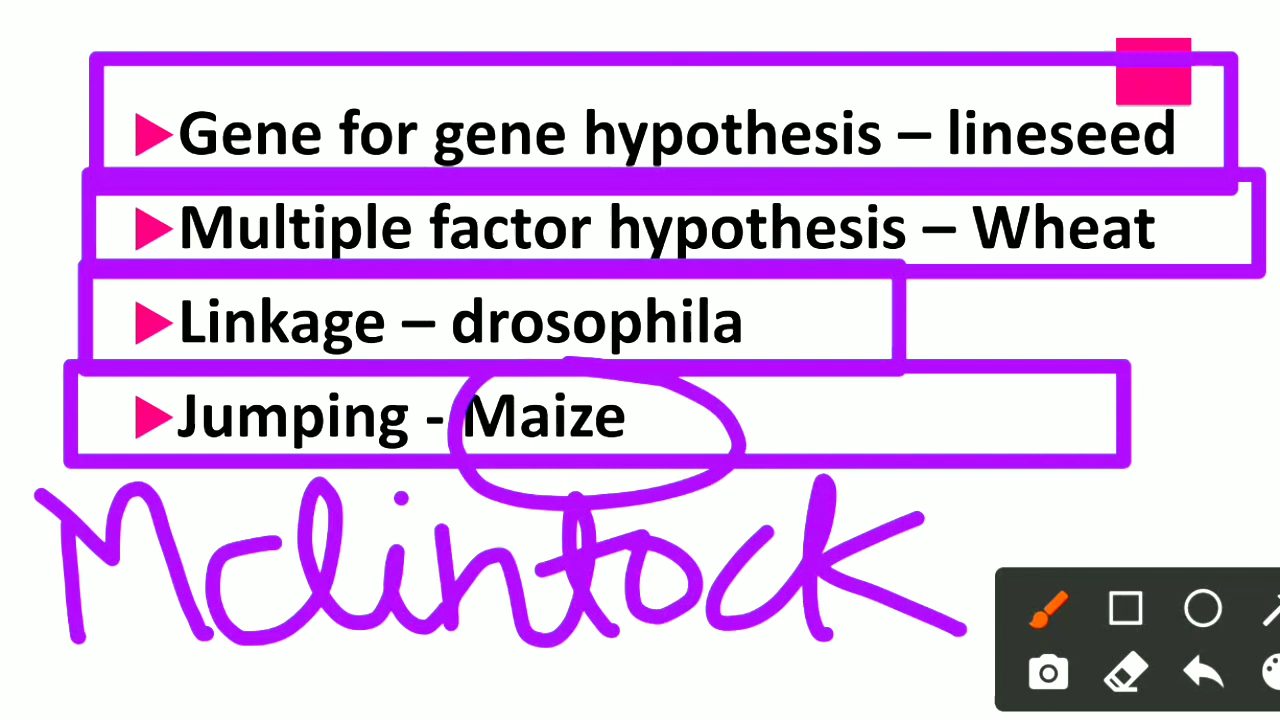 Gene for gene hypothesis – lineseed
Multiple factor hypothesis – Wheat
Linkage – drosophila
Jumping - Maize
Mclintock